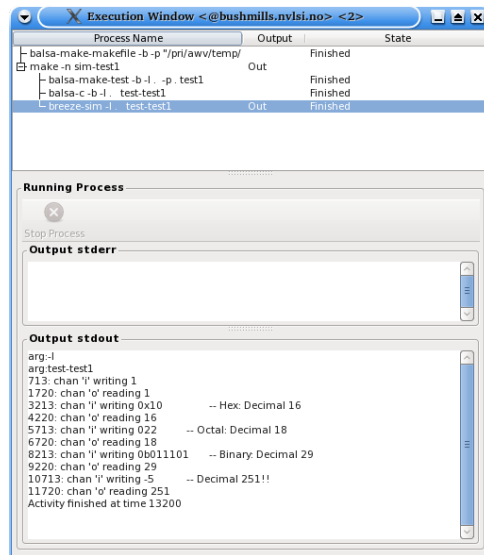 Execution Window <@bushmills.nvlsi.no> <2>
Process Name Output State
balsa-make-makefile -b -p "/pri/awv/temp/ Finished
make -n sim-test1 Out
balsa-make-test -b -I . -p . test1 Finished
balsa-c -b -I . test-test1 Finished
breeze-sim -I . test-test1 Out Finished
Running Process
Stop Process
Output stderr
Output stdout
arg:-I
arg:test-test1
713: chan 'i' writing 1
1720: chan 'o' reading 1
3213: chan 'i' writing 0x10 -- Hex: Decimal 16
4220: chan 'o' reading 16
5713: chan 'i' writing 022 -- Octal: Decimal 18
6720: chan 'o' reading 18
8213: chan 'i' writing 0b011101 -- Binary: Decimal 29
9220: chan 'o' reading 29
10713: chan 'i' writing -5 -- Decimal 251!!
11720: chan 'o' reading 251
Activity finished at time 13200